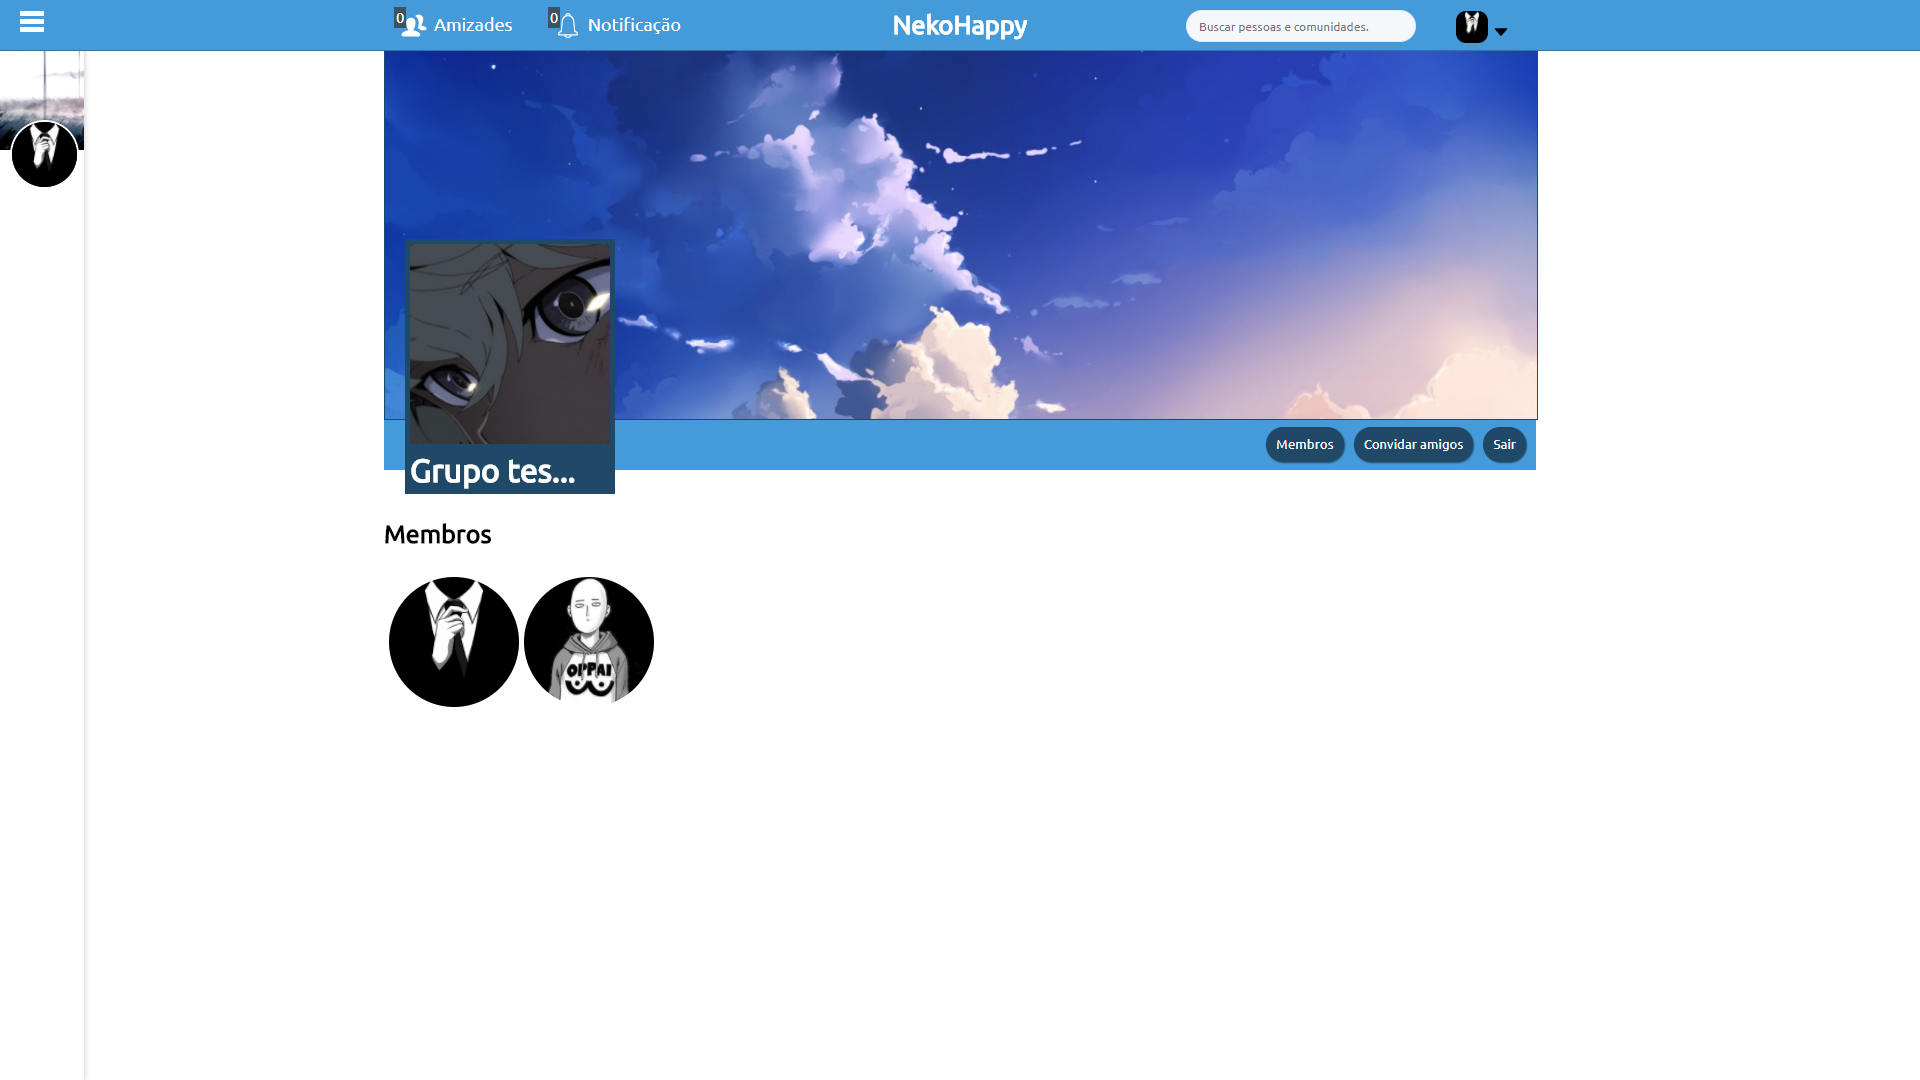 0 Amizades
0 Notificação
NekoHappy
Buscar pessoas e comunidades.
Membros
Convidar amigos
Sair
Grupo tes...
Membros
OPPAI